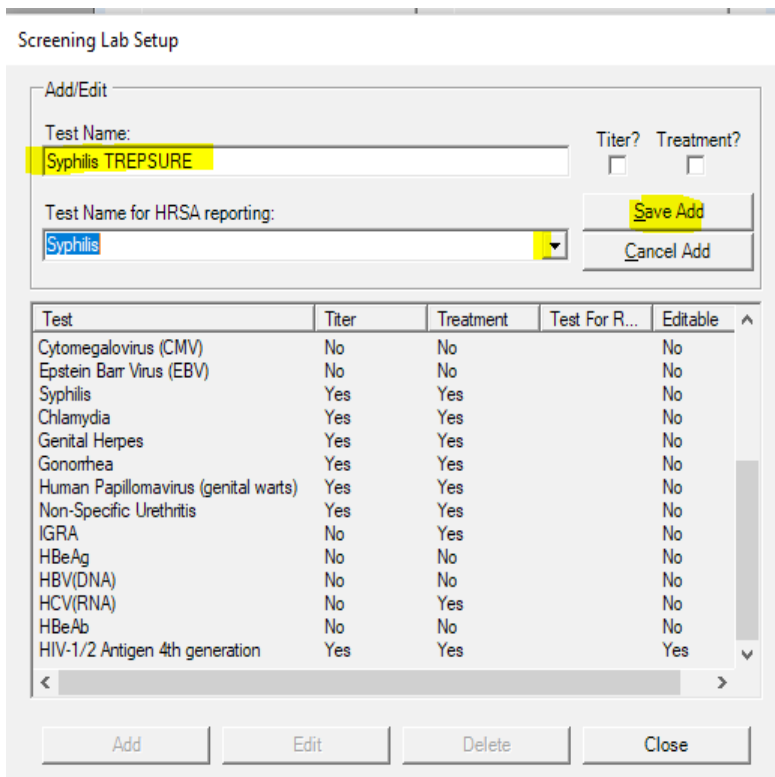 Screening Lab Setup
Add/Edit
Test Name:
Titer? Treatment?
Syphilis TREPSURE
Test Name for HRSA reporting:
Save Add
Syphilis
Cancel Add
Test Titer Treatment Test For R... Editable
Cytomegalovirus (CMV) No No No
Epstein Barr Virus (EBV) No No No
Syphilis Yes Yes No
Chlamydia Yes Yes No
Genital Herpes Yes Yes No
Gonorrhea Yes Yes No
Human Papillomavirus (genital warts) Yes Yes No
Non-Specific Urethritis Yes Yes No
IGRA No Yes No
HBeAg No No No
HBV(DNA) No No No
HCV(RNA) No Yes No
HBeAb No No No
HIV-1/2 Antigen 4th generation Yes Yes Yes
Add Edit Delete Close